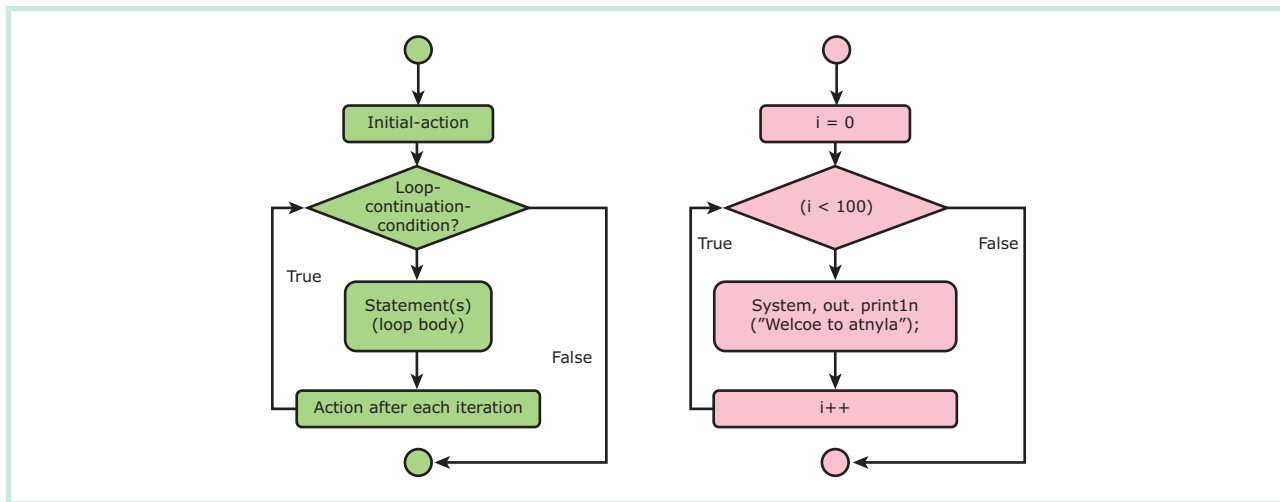 Initial-action
Loop-
continuation-
condition?
True
Statement(s)
(loop body)
False
Action after each iteration
i = 0
(i < 100)
True
False
System, out. print1n
(”Welcoe to atnyla”);
i++